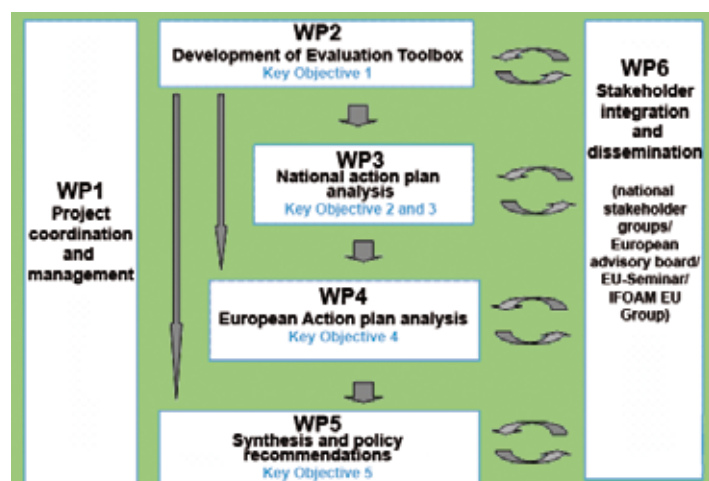 WP1
Project
coordination
and
management
WP2
Development of Evaluation Toolbox
Key Objective 1
WP3
National action plan
analysis
Key Objective 2 and 3
WP4
European Action plan analysis
Key Objective 4
WP5
Synthesis and policy
recommendations
Key Objective 5
WP6
Stakeholder
integration
and
dissemination
(national
stakeholder
groups/
European
advisory board/
EU-Seminar/
IFOAM EU
Group)